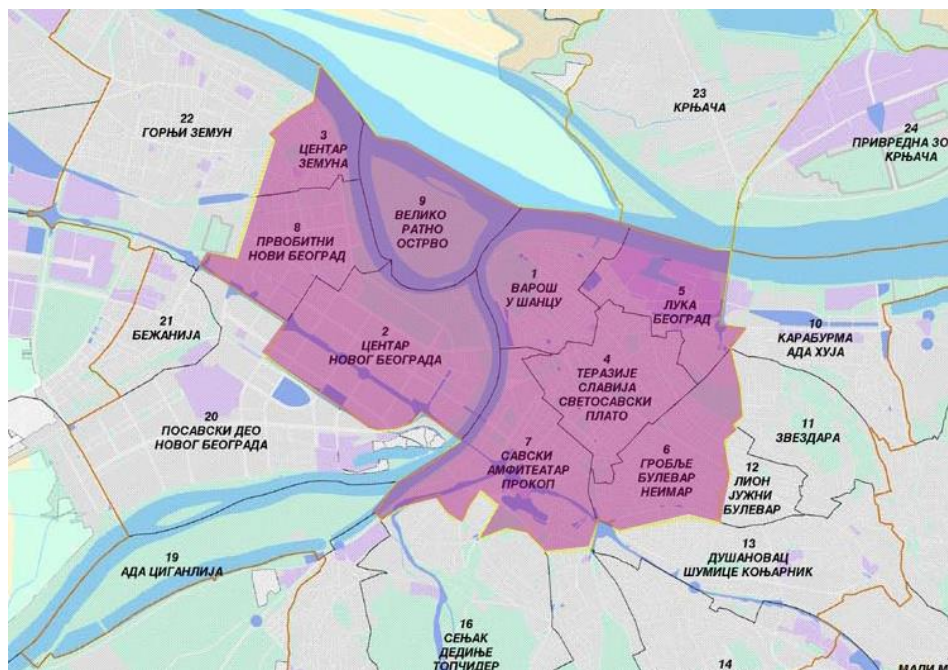 22
ГОРЊИ ЗЕМУН
23
КРЊАЧА
24
ПРИВРЕДНА ЗО
КРЊАЧА
3
ЦЕНТАР
ЗЕМУНА
9
ВЕЛИКО
РАТНО
ОСТРВО
8
ПРВОБИТНИ
НОВИ БЕОГРАД
1
ВАРОШ
У ШАНЦУ
5
ЛУКА
БЕОГРАД
21
БЕЖАНИЈА
2
ЦЕНТАР
НОВОГ БЕОГРАДА
10
КАРАБУРМА
АДА ХУЈА
4
ТЕРАЗИЈЕ
СЛАВИЈА
СВЕТОСАВСКИ
ПЛАТО
20
ПОСАВСКИ ДЕО
НОВОГ БЕОГРАДА
11
ЗВЕЗДАРА
7
САВСКИ
АМФИТЕАТАР
ПРОКОП
6
ГРОБЉЕ
БУЛЕВАР
НЕИМАР
12
ЛИОН
ЈУЖНИ
БУЛЕВАР
13
ДУШАНОВАЦ
ШУМИЦЕ КОЊАРНИК
19
АДА ЦИГАНЛИЈА
16
СЕЊАК
ДЕДИЊЕ
ТОПЧИДЕР
14